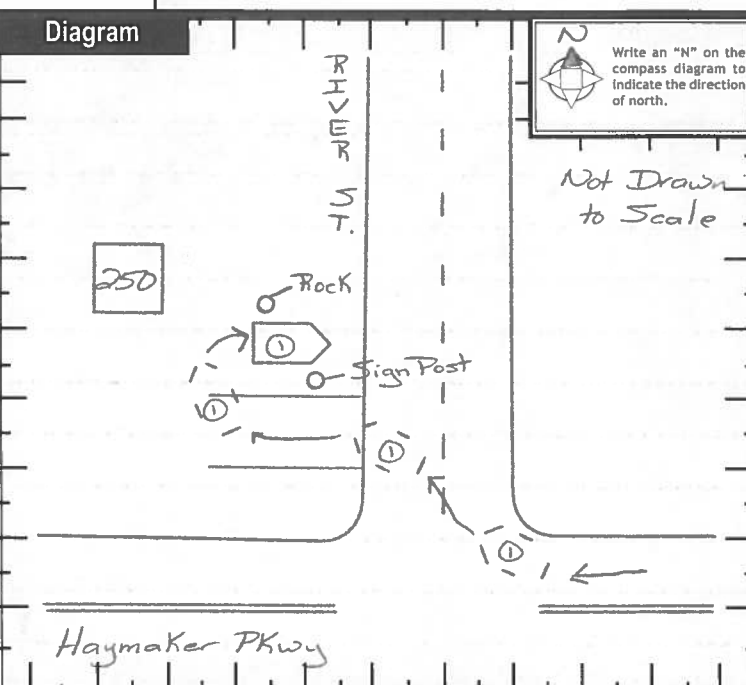 Diagram
N
Write an "N" on the
compass diagram to
indicate the direction
of north.
RIVER ST.
Not Drawn
to Scale
250
Rock
1
Sign Post
1
1
1
Haymaker PKwy